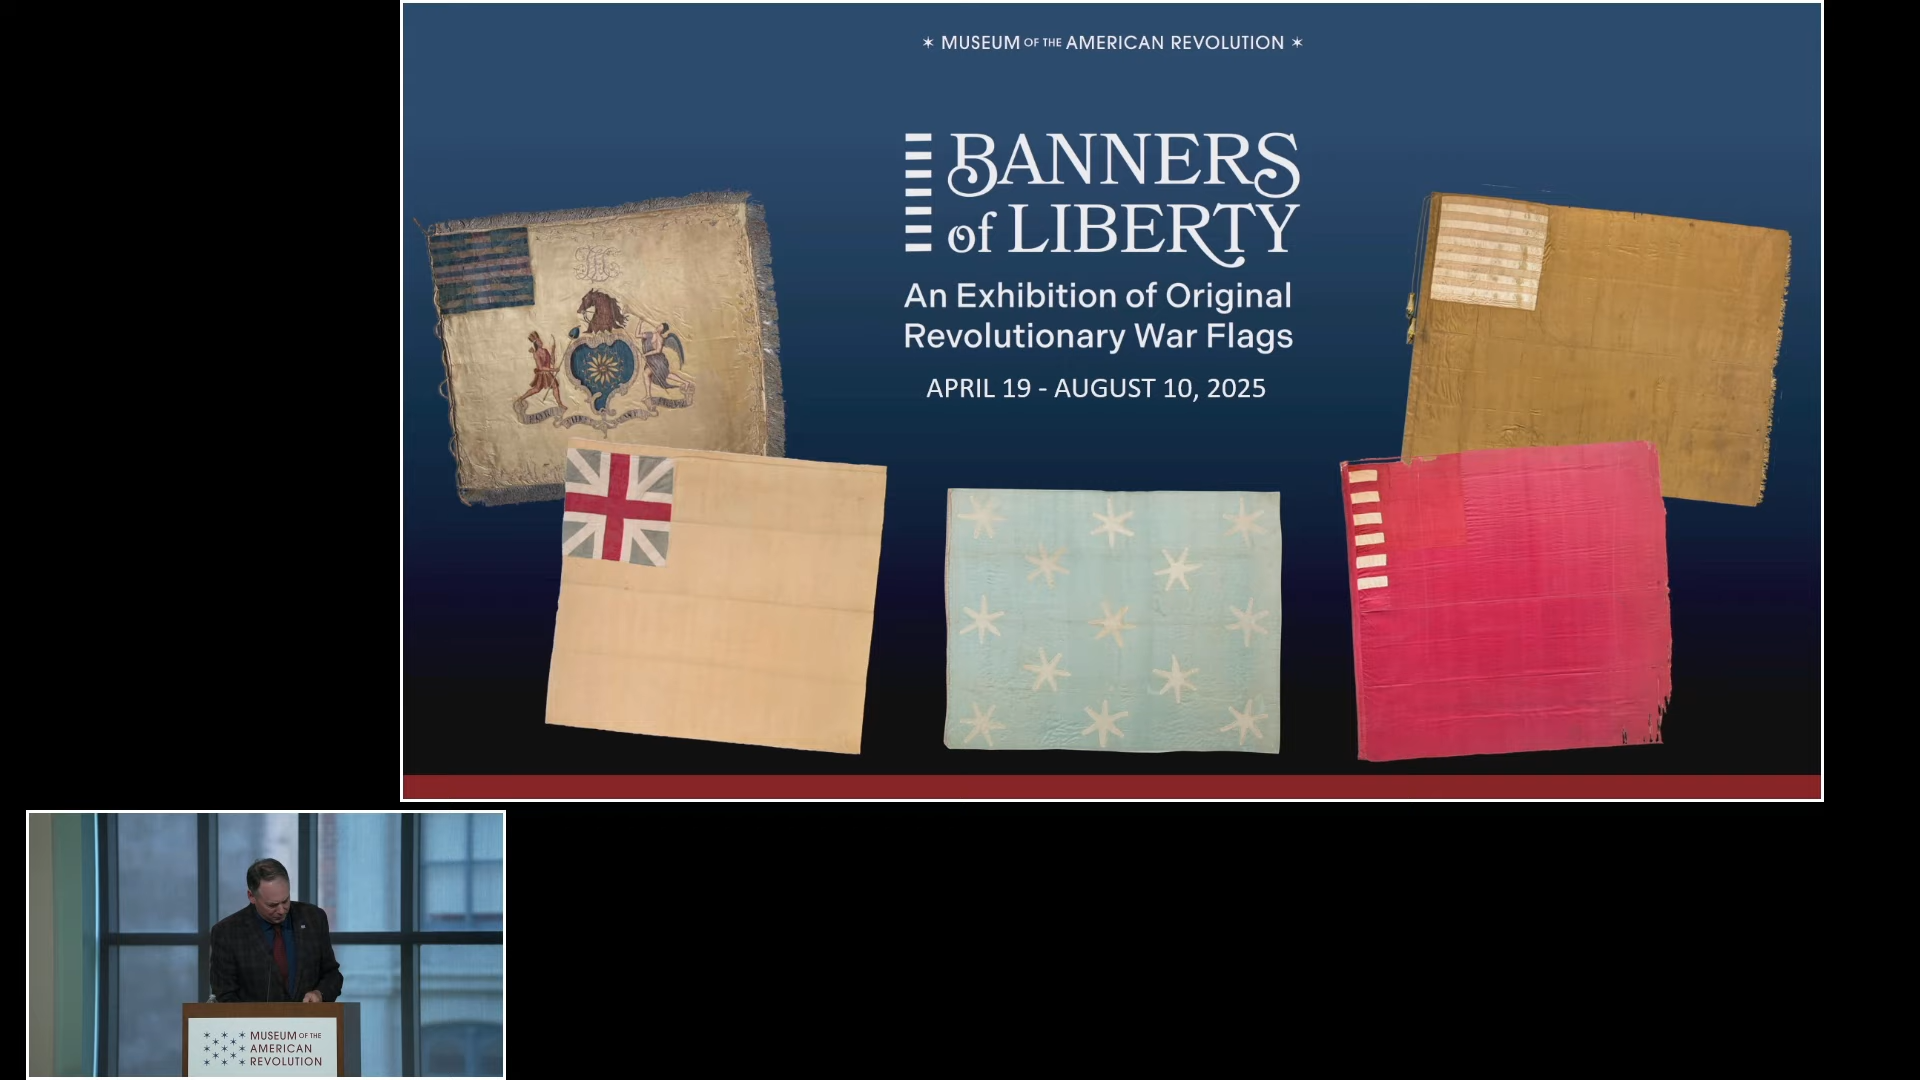 ✶ MUSEUM OF THE AMERICAN REVOLUTION ✶
BANNERS
of LIBERTY
An Exhibition of Original
Revolutionary War Flags
APRIL 19 - AUGUST 10, 2025
MUSEUM OF THE
AMERICAN
REVOLUTION